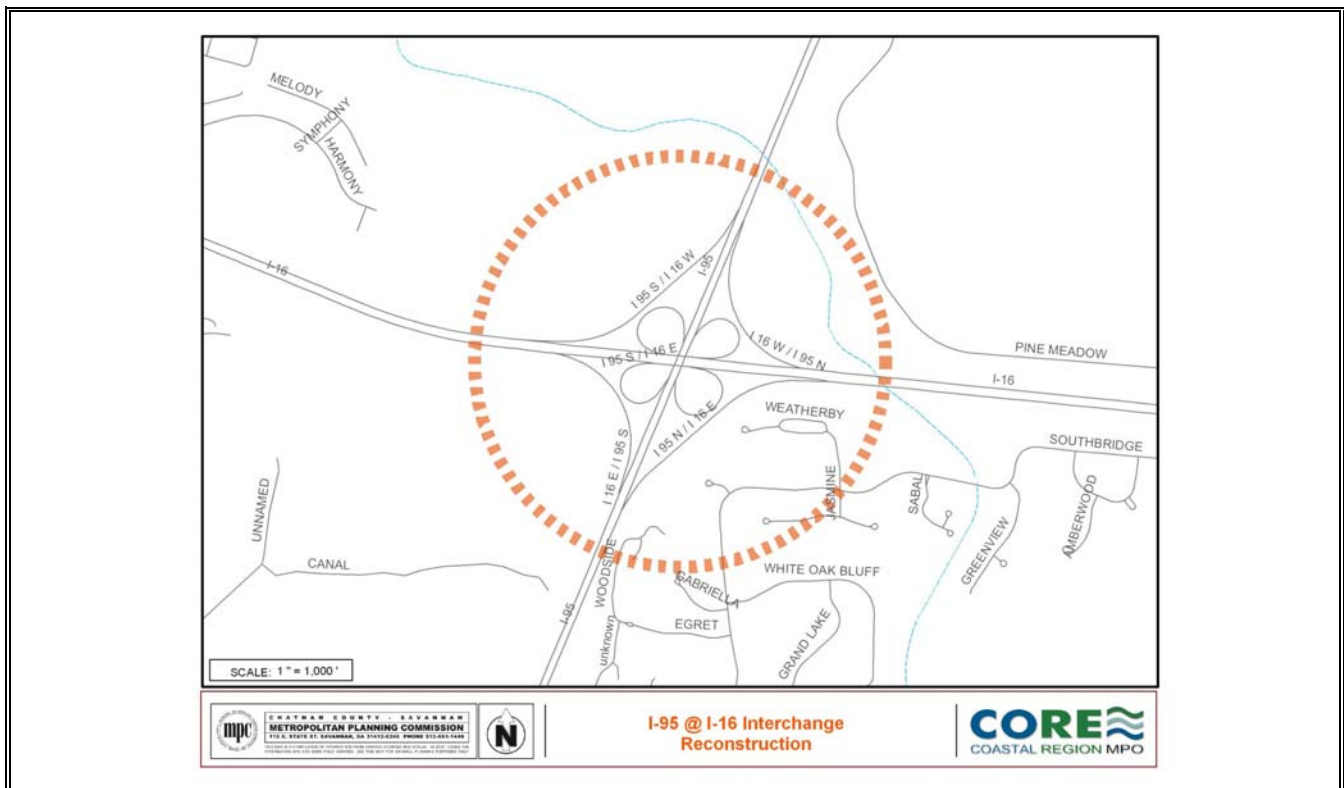 MELODY
SYMPHONY
HARMONY
I-16
I 95 S / I 16 W
I-95
I 95 S / I 16 E
I 16 W / I 95 N
PINE MEADOW
I-16
I 95 N / I 16 E
I 16 E / I 95 S
WEATHERBY
SOUTHBRIDGE
JASMINE
SABAL
AMBERWOOD
GREENVIEW
UNNAMED
CANAL
WOODSIDE
GABRIELLA
WHITE OAK BLUFF
I-95
unknown
EGRET
GRAND LAKE
SCALE: 1 " = 1,000 '
mpc
CHATHAM COUNTY - SAVANNAH
METROPOLITAN PLANNING COMMISSION
N
I-95 @ I-16 Interchange
Reconstruction
CORE
COASTAL REGION MPO